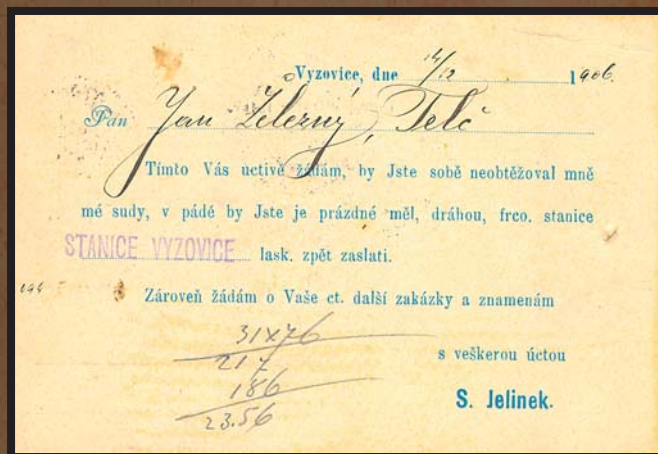 Vyzovice, dne 14/12 1906.
Pan Jan Železný, Telč
Tímto Vás uctivě žádám, by Jste sobě neobtěžoval mně
mé sudy, v pádě by Jste je prázdné měl, dráhou, frco. stanice
STANICE VYZOVICE lask. zpět zaslati.
Zároveň žádám o Vaše ct. další zakázky a znamenám
31x76
217
s veškerou úctou
186
23.56
S. Jelinek.